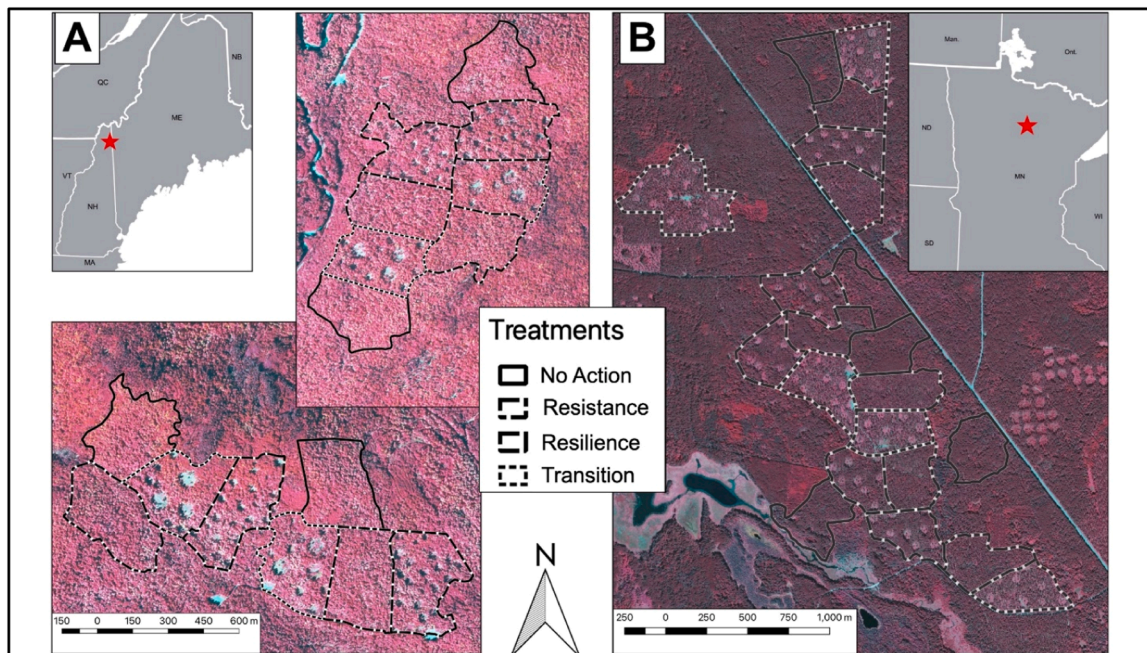 A
QC
NB
ME
VT
NH
MA
B
Man.
Ont.
ND
MN
SD
WI
Treatments
No Action
Resistance
Resilience
Transition
N
150 0 150 300 450 600 m
250 0 250 500 750 1,000 m